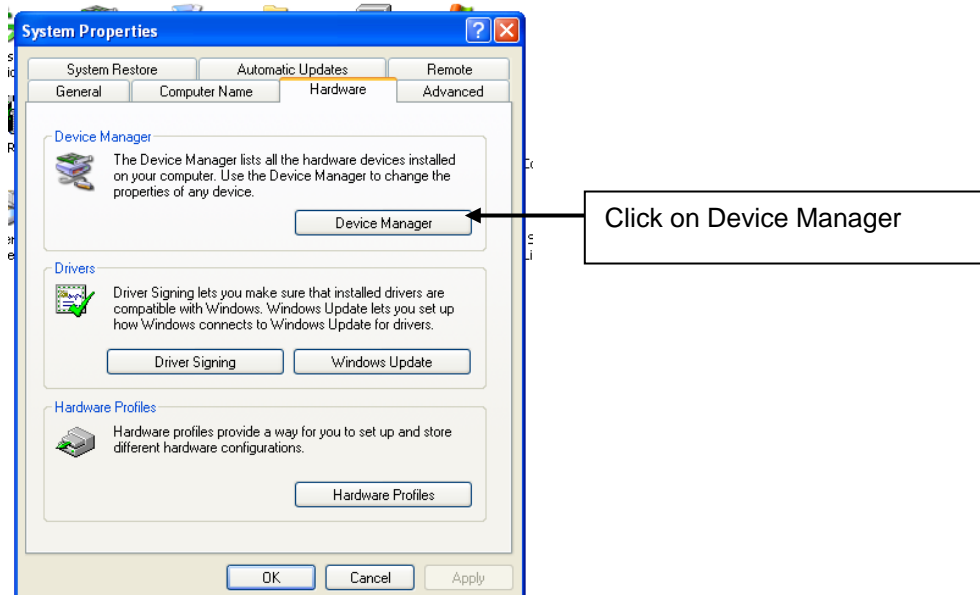 System Properties
System Restore
Automatic Updates
Remote
General
Computer Name
Hardware
Advanced
Device Manager
The Device Manager lists all the hardware devices installed
on your computer. Use the Device Manager to change the
properties of any device.
Device Manager
Click on Device Manager
Drivers
Driver Signing lets you make sure that installed drivers are
compatible with Windows. Windows Update lets you set up
how Windows connects to Windows Update for drivers.
Driver Signing
Windows Update
Hardware Profiles
Hardware profiles provide a way for you to set up and store
different hardware configurations.
Hardware Profiles
OK
Cancel
Apply